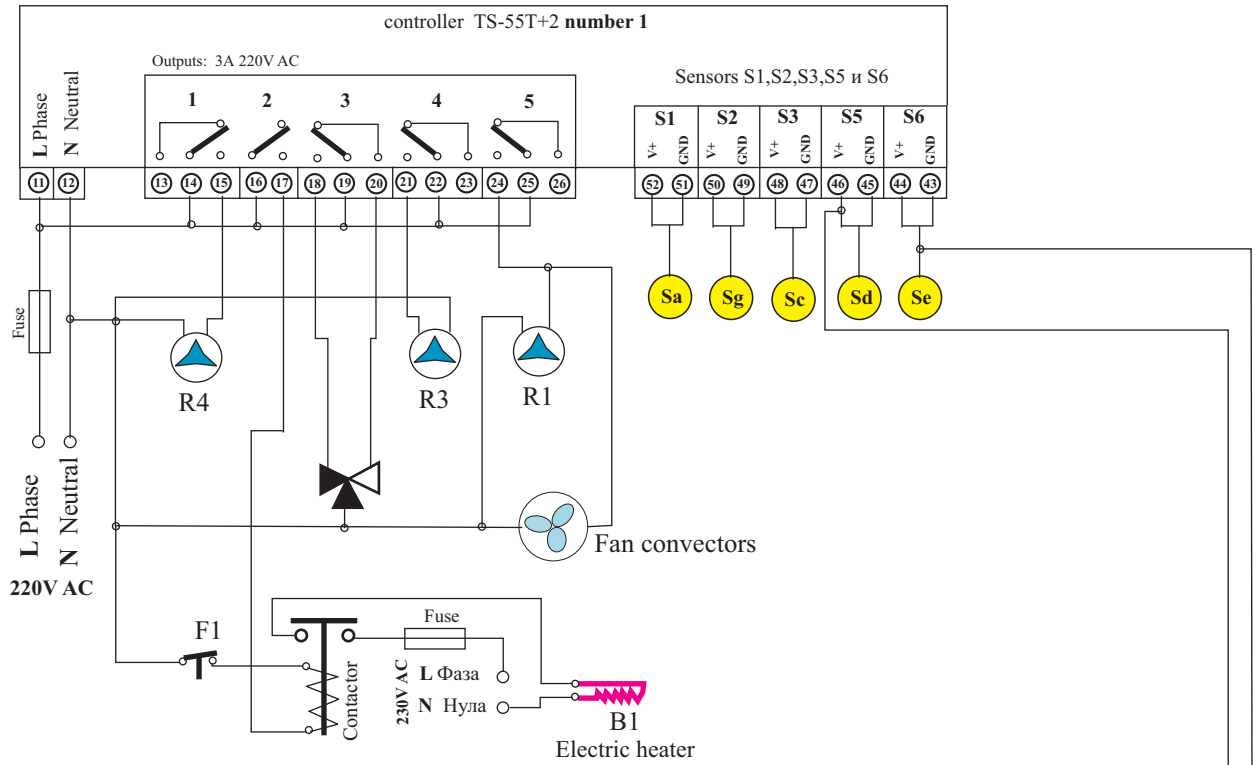 controller TS-55T+2 number 1
Outputs: 3A 220V AC
Sensors S1,S2,S3,S5 и S6
L Phase
N Neutral
1 2 3 4 5
S1 S2 S3 S5 S6
V+ GND V+ GND V+ GND V+ GND V+ GND
11 12 13 14 15 16 17 18 19 20 21 22 23 24 25 26 52 51 50 49 48 47 46 45 44 43
Sa Sg Sc Sd Se
Fuse
R4 R3 R1
L Phase
N Neutral
220V AC
Fan convectors
F1
Contactor
Fuse
230V AC
L Фаза
N Нула
B1
Electric heater